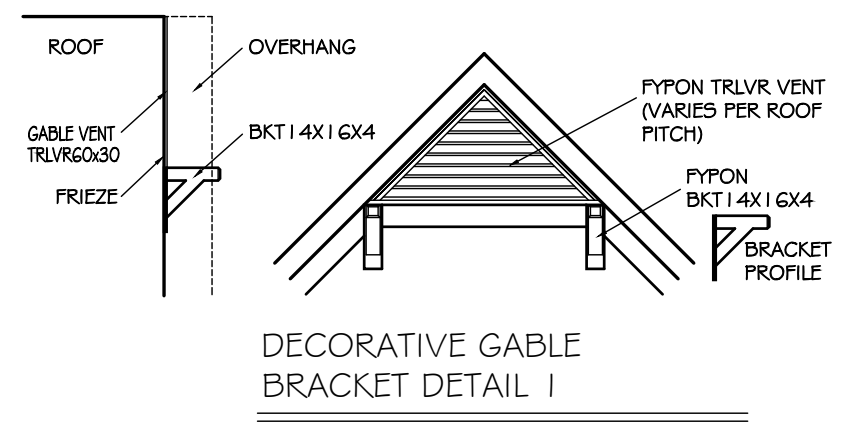 ROOF
OVERHANG
GABLE VENT
TRLVR60x30
BKT14X16X4
FRIEZE
FYPON TRLVR VENT
(VARIES PER ROOF
PITCH)
FYPON
BKT14X16X4
BRACKET
PROFILE
DECORATIVE GABLE
BRACKET DETAIL 1